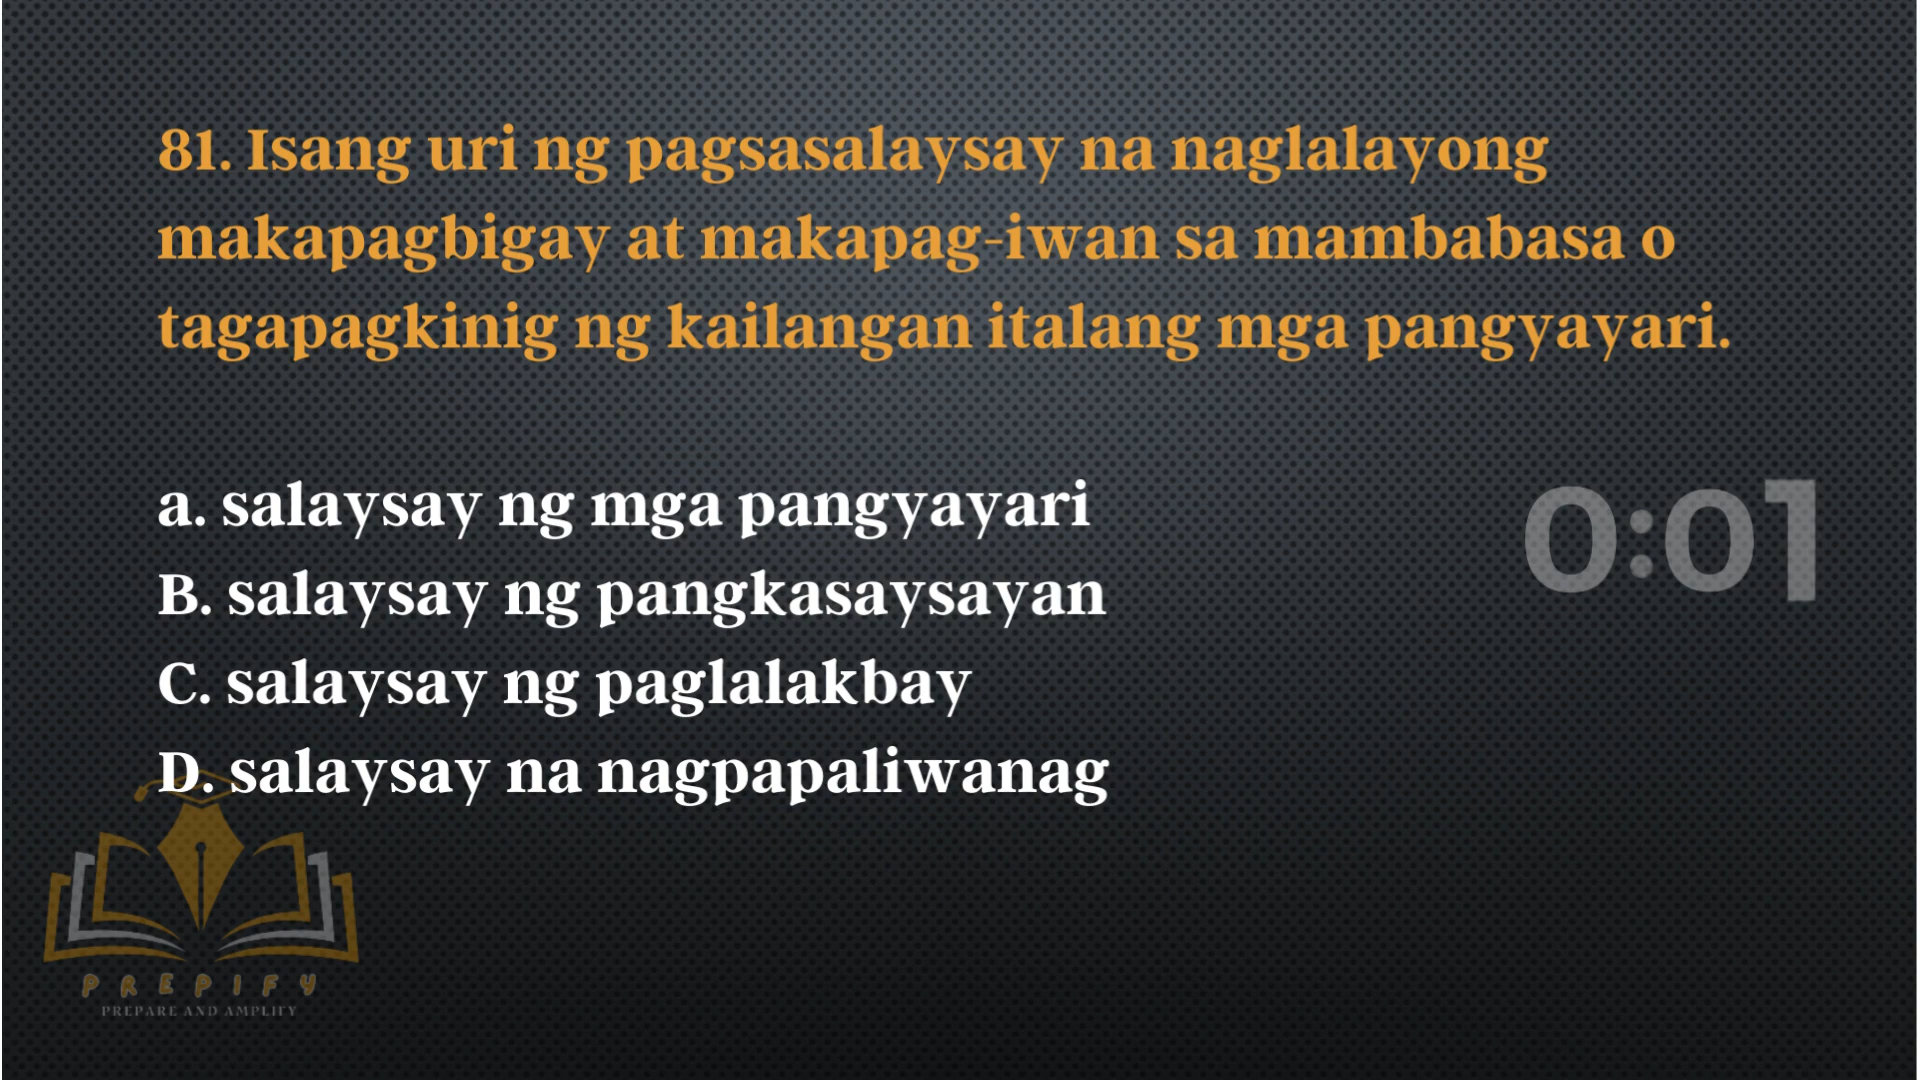 81. Isang uri ng pagsasalaysay na naglalayong
makapagbigay at makapag-iwan sa mambabasa o
tagapagkinig ng kailangan italang mga pangyayari.
a. salaysay ng mga pangyayari
B. salaysay ng pangkasaysayan
C. salaysay ng paglalakbay
D. salaysay na nagpapaliwanag
0:01
PREPIFY
PREPARE AND AMPLIFY